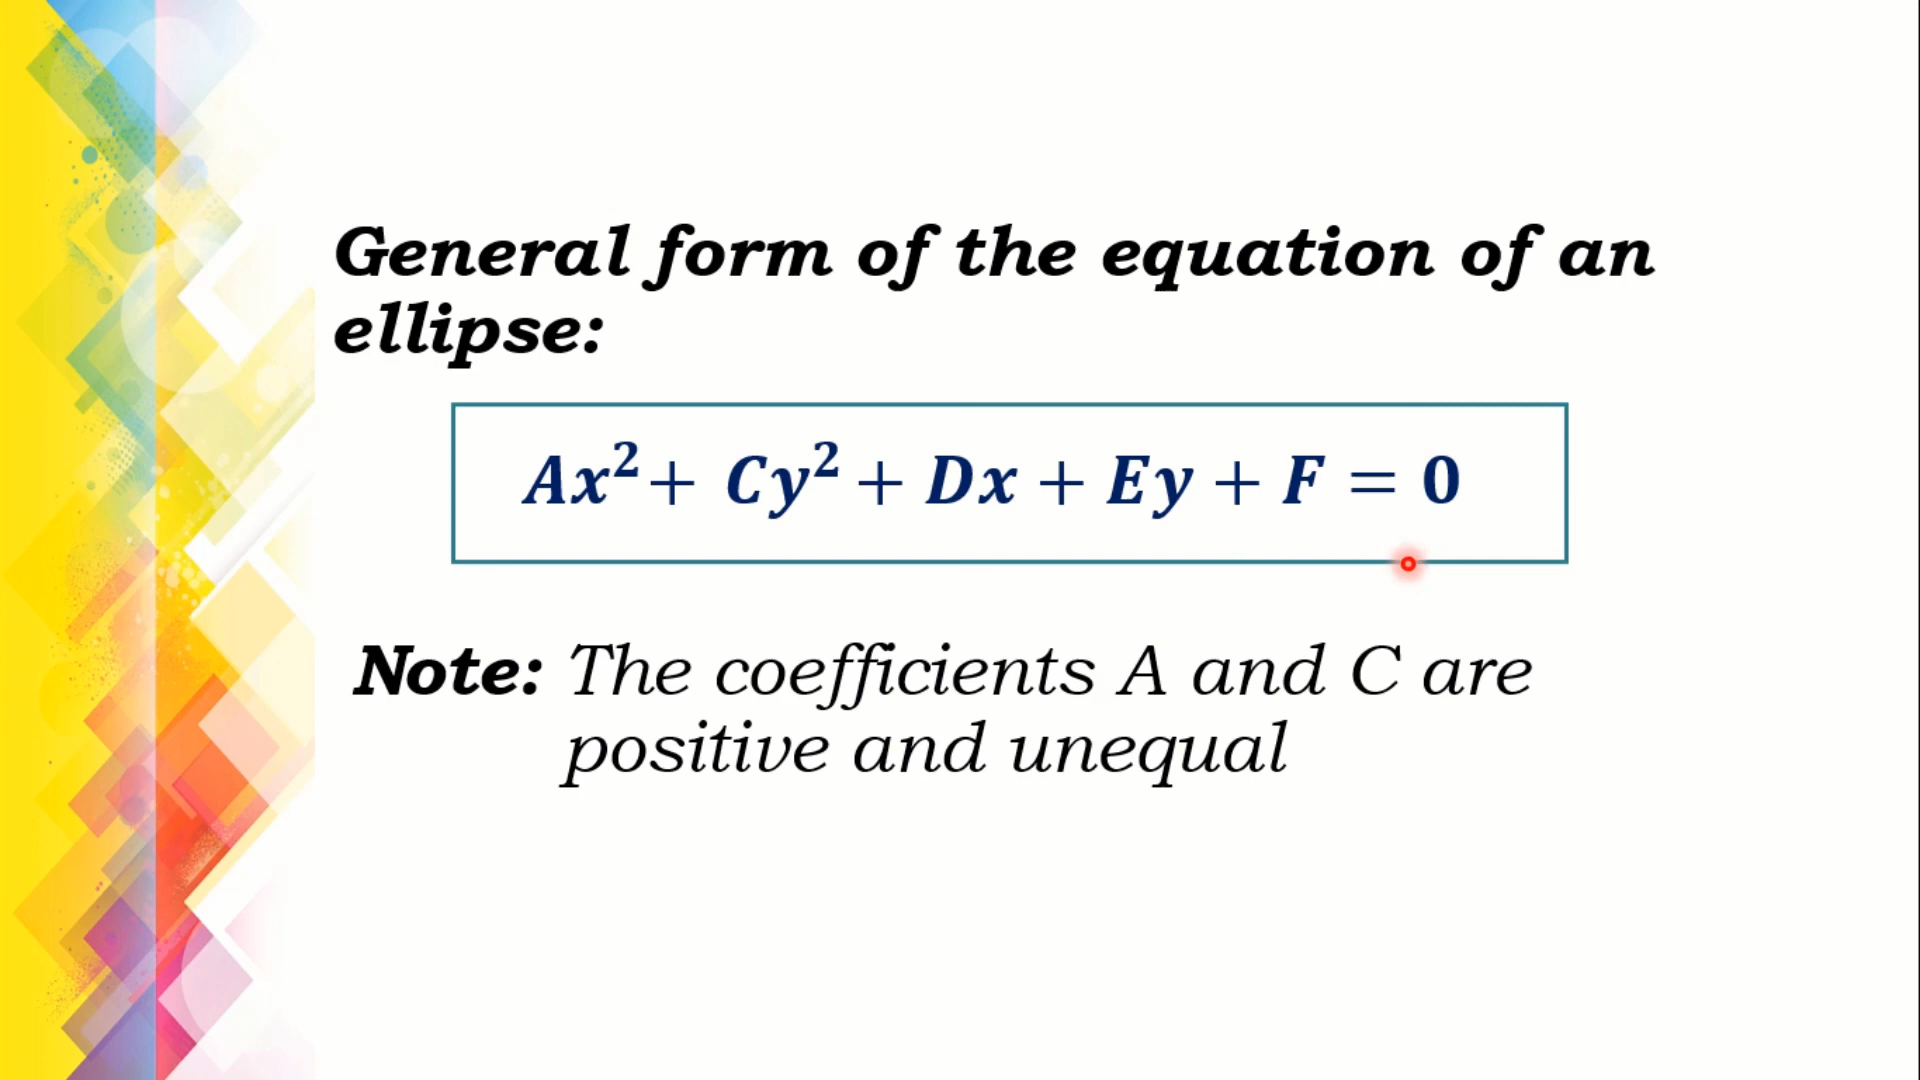 General form of the equation of an
ellipse:
Ax²+ Cy² + Dx + Ey + F = 0
Note: The coefficients A and C are
positive and unequal